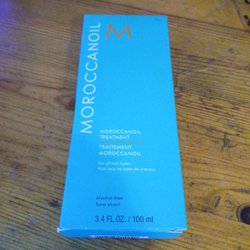 MOROCCANOIL
M
MOROCCANOIL
TREATMENT
TRAITEMENT
MOROCCANOIL
For all hair types
Pour tous les types de cheveux
Alcohol-free
Sans alcool
3.4 FL.OZ. / 100 ml